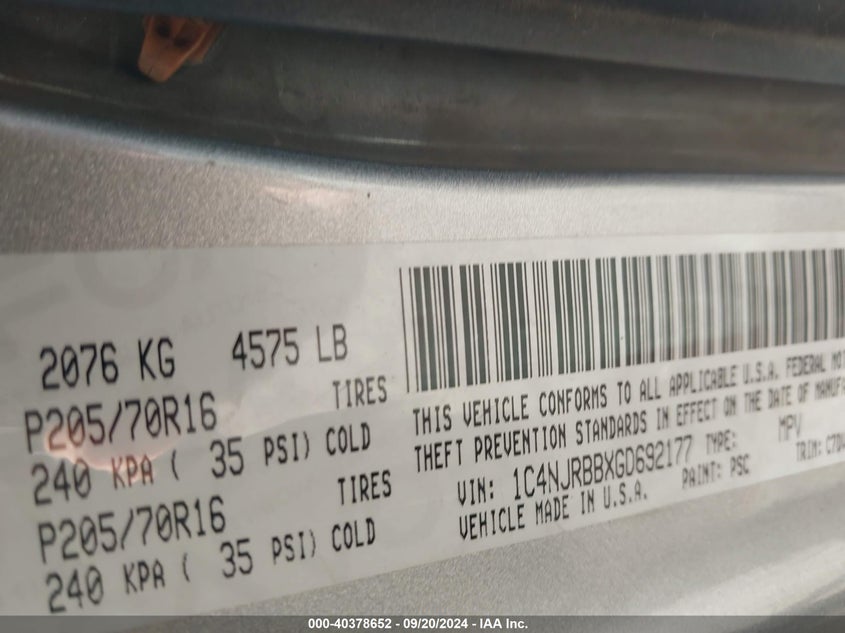 2076 KG 4575 LB
P205/70R16 TIRES
240 KPA ( 35 PSI) COLD
P205/70R16 TIRES
240 KPA ( 35 PSI) COLD
THIS VEHICLE CONFORMS TO ALL APPLICABLE U.S.A. FEDERAL
THEFT PREVENTION STANDARDS IN EFFECT ON THE DATE OF
VIN: 1C4NJRBBXGD692177 TYPE: MPV
VEHICLE MADE IN U.S.A. PAINT: PSC TRIM:
000-40378652 - 09/20/2024 - IAA Inc.